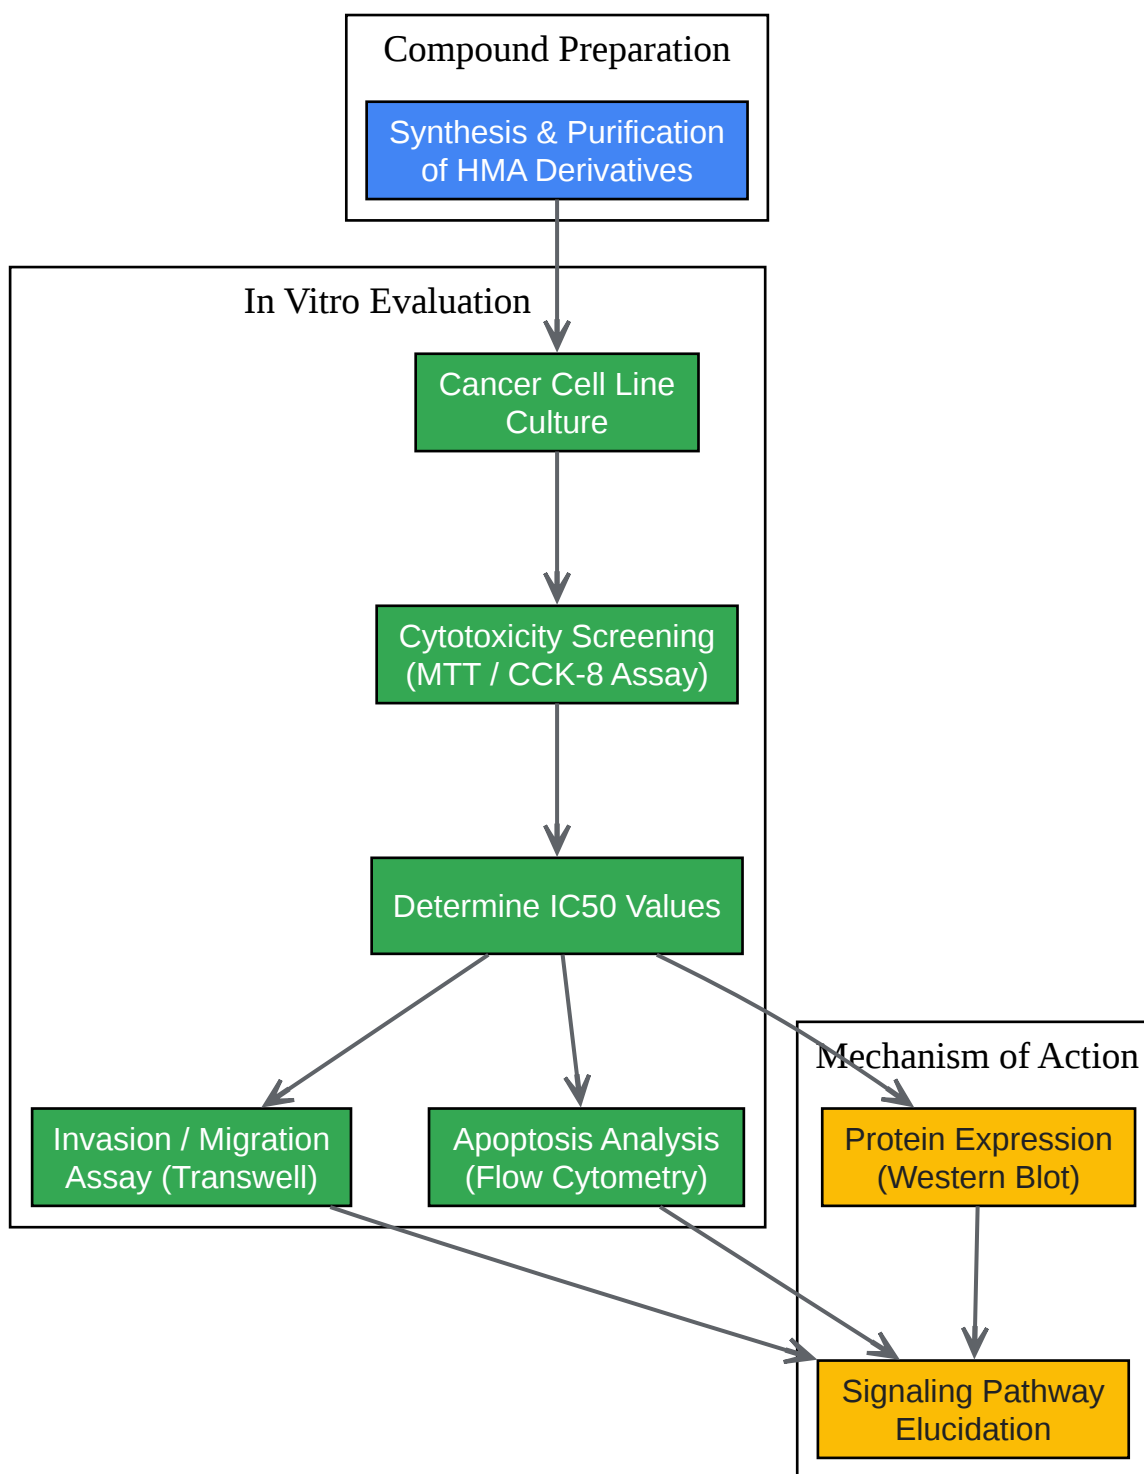 Compound Preparation
Synthesis & Purification
of HMA Derivatives
In Vitro Evaluation
Cancer Cell Line
Culture
Cytotoxicity Screening
(MTT / CCK-8 Assay)
Determine IC50 Values
Mechanism of Action
Invasion / Migration
Assay (Transwell)
Apoptosis Analysis
(Flow Cytometry)
Protein Expression
(Western Blot)
Signaling Pathway
Elucidation